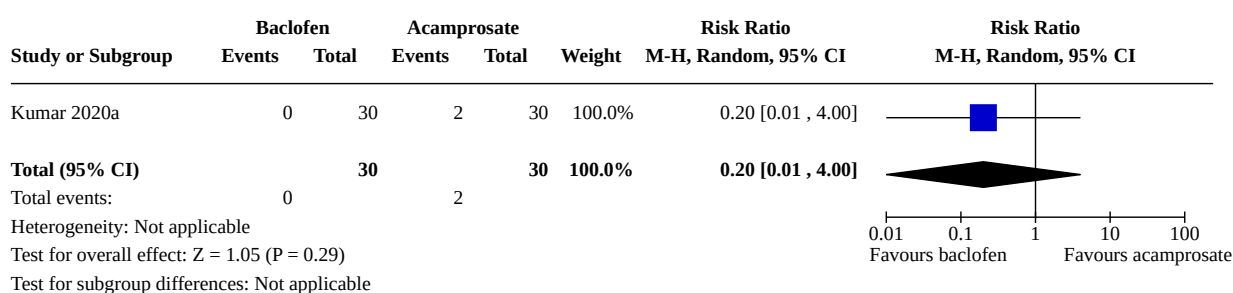 Baclofen Acamprosate Risk Ratio Risk Ratio
Study or Subgroup Events Total Events Total Weight M-H, Random, 95% CI M-H, Random, 95% CI
Kumar 2020a 0 30 2 30 100.0% 0.20 [0.01 , 4.00]
Total (95% CI) 30 30 100.0% 0.20 [0.01 , 4.00]
Total events: 0 2
Heterogeneity: Not applicable
0.01 0.1 1 10 100
Test for overall effect: Z = 1.05 (P = 0.29) Favours baclofen Favours acamprosate
Test for subgroup differences: Not applicable